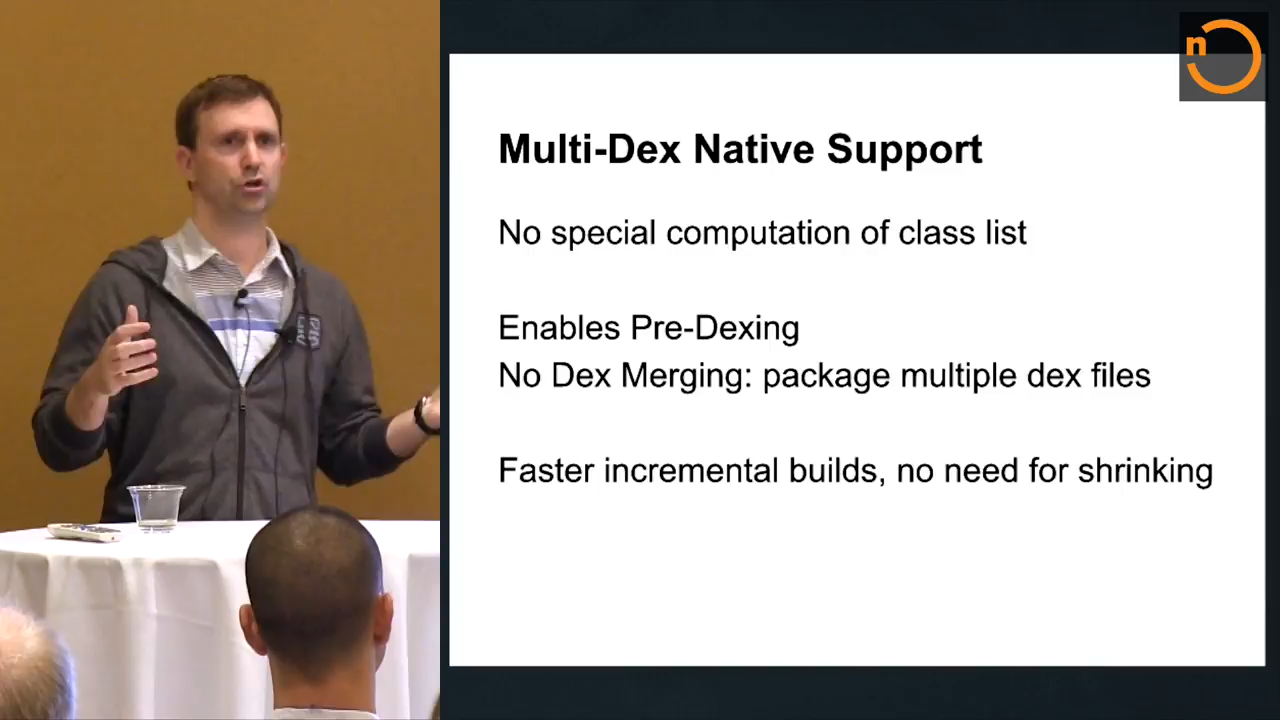 n
Multi-Dex Native Support
No special computation of class list
Enables Pre-Dexing
No Dex Merging: package multiple dex files
Faster incremental builds, no need for shrinking